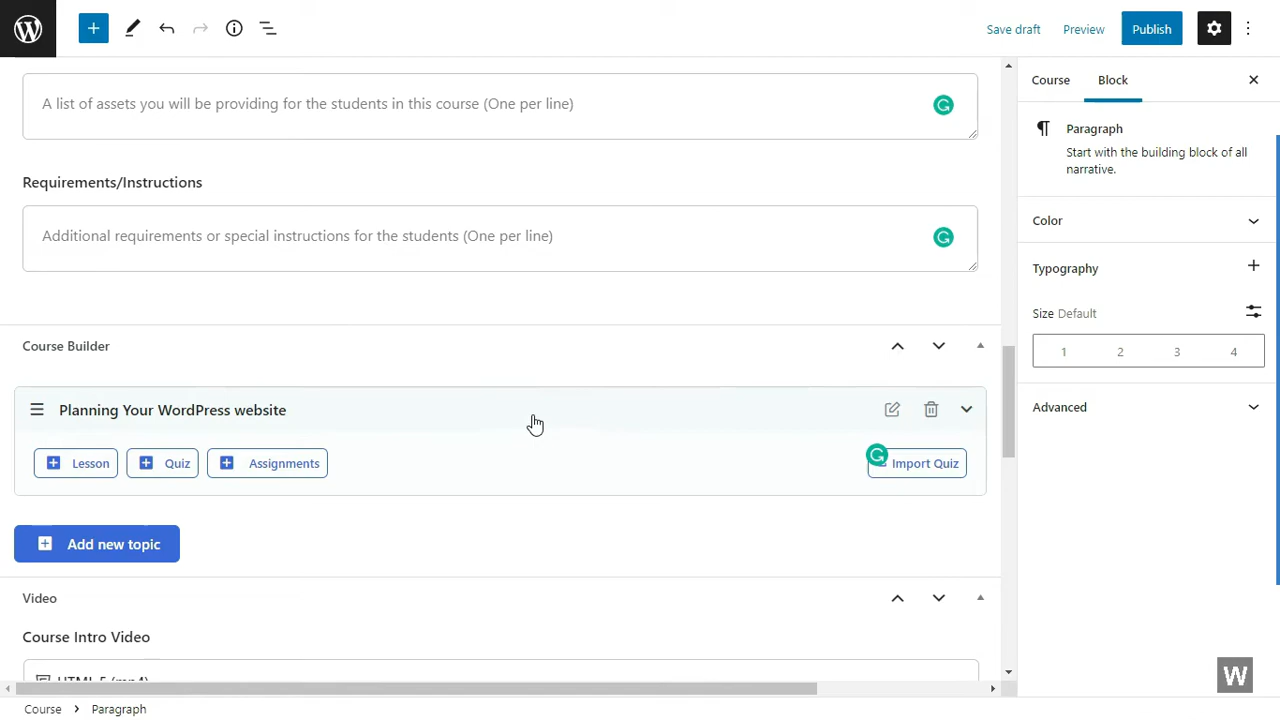 Save draft
Preview
Publish
A list of assets you will be providing for the students in this course (One per line)
Requirements/Instructions
Additional requirements or special instructions for the students (One per line)
Course Builder
Planning Your WordPress website
Lesson
Quiz
Assignments
Import Quiz
Add new topic
Video
Course Intro Video
HTML 5 (mp4)
Course
Block
Paragraph
Start with the building block of all
narrative.
Color
Typography
Size Default
1 2 3 4
Advanced
W
Course > Paragraph